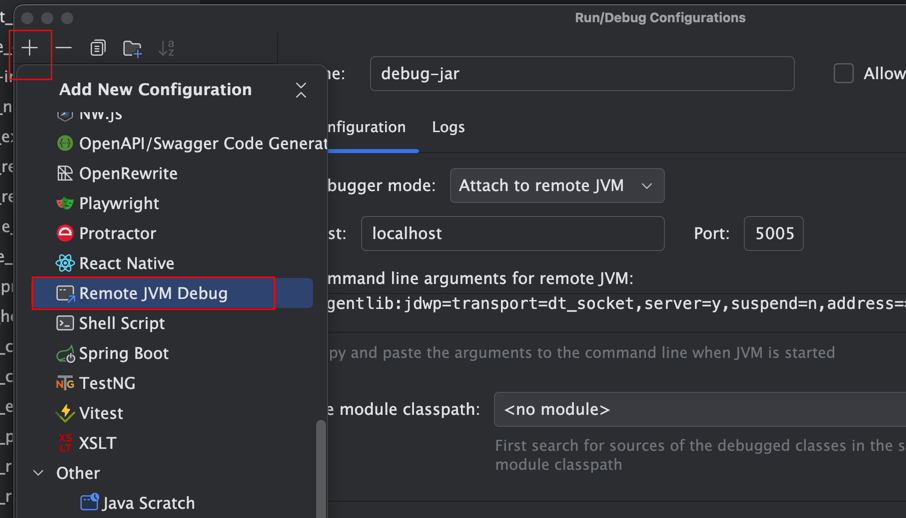 Run/Debug Configurations
Add New Configuration
NW.js
OpenAPI/Swagger Code Generat
OpenRewrite
Playwright
Protractor
React Native
Remote JVM Debug
Shell Script
Spring Boot
TestNG
Vitest
XSLT
Other
Java Scratch
ne:
debug-jar
Allow
nfiguration
Logs
bugger mode:
Attach to remote JVM
st:
localhost
Port:
5005
mmand line arguments for remote JVM:
gentlib:jdwp=transport=dt_socket,server=y,suspend=n,address=
py and paste the arguments to the command line when JVM is started
e module classpath:
<no module>
First search for sources of the debugged classes in the s
module classpath